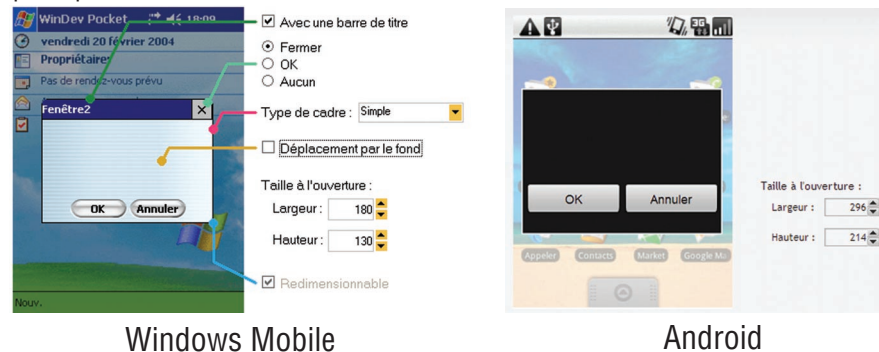 WinDev Pocket 18:09
vendredi 20 février 2004
Propriétaire
Pas de rendez-vous prévu
Fenêtre2
OK Annuler
Nouv.
Avec une barre de titre
Fermer
OK
Aucun
Type de cadre : Simple
Déplacement par le fond
Taille à l'ouverture :
Largeur : 180
Hauteur : 130
Redimensionnable
Windows Mobile
3G
OK Annuler
Appeler Contacts Market Google Ma
Taille à l'ouverture :
Largeur : 296
Hauteur : 214
Android